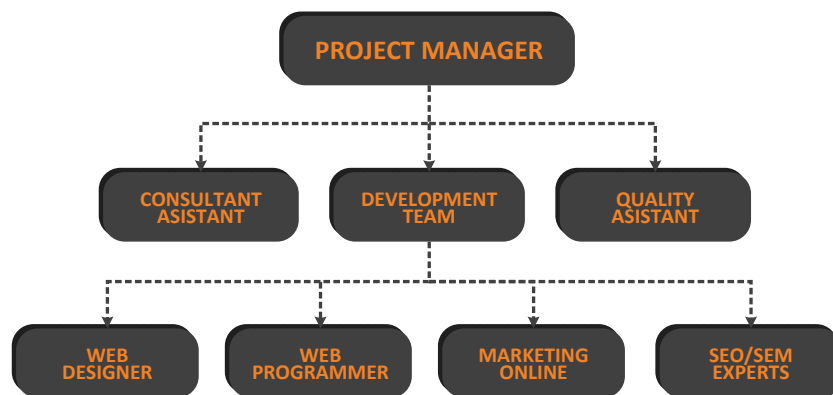 PROJECT MANAGER
CONSULTANT
ASISTANT
DEVELOPMENT
TEAM
QUALITY
ASISTANT
WEB
DESIGNER
WEB
PROGRAMMER
MARKETING
ONLINE
SEO/SEM
EXPERTS